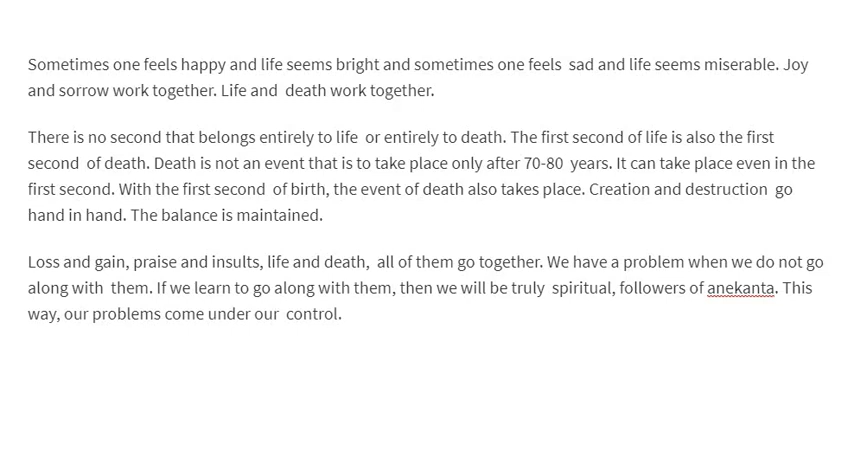 Sometimes one feels happy and life seems bright and sometimes one feels sad and life seems miserable. Joy
and sorrow work together. Life and death work together.
There is no second that belongs entirely to life or entirely to death. The first second of life is also the first
second of death. Death is not an event that is to take place only after 70-80 years. It can take place even in the
first second. With the first second of birth, the event of death also takes place. Creation and destruction go
hand in hand. The balance is maintained.
Loss and gain, praise and insults, life and death, all of them go together. We have a problem when we do not go
along with them. If we learn to go along with them, then we will be truly spiritual, followers of anekanta. This
way, our problems come under our control.